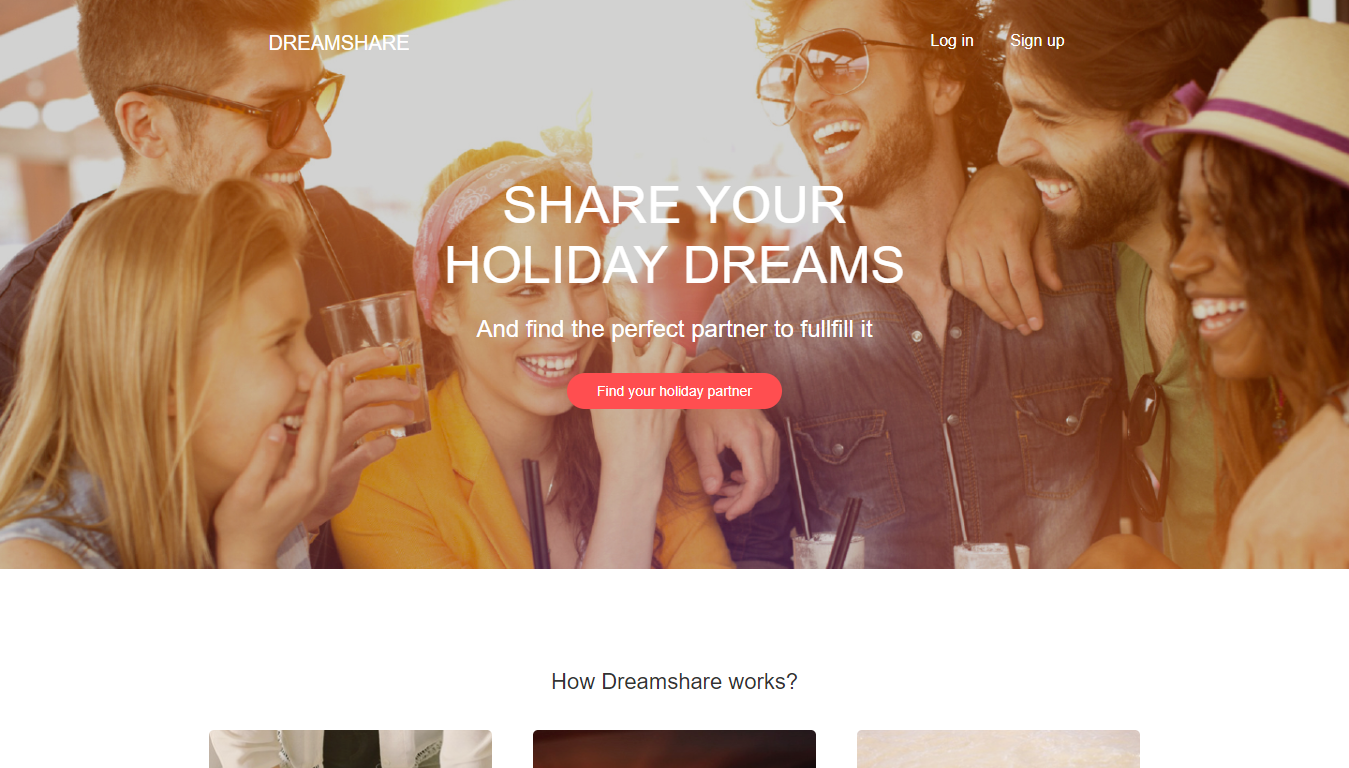 DREAMSHARE
Log in
Sign up
SHARE YOUR
HOLIDAY DREAMS
And find the perfect partner to fullfill it
Find your holiday partner
How Dreamshare works?